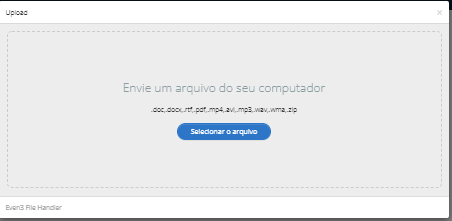 Upload
×
Envie um arquivo do seu computador
.doc,.docx,.rtf,.pdf,.mp4,.avi,.mp3,.wav,.wma,.zip
Selecionar o arquivo
Even3 File Handler